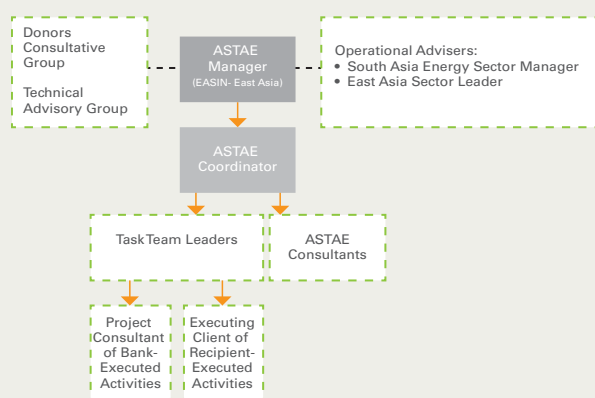 Donors
Consultative
Group
Technical
Advisory Group
ASTAE
Manager
(EASIN- East Asia)
Operational Advisers:
• South Asia Energy Sector Manager
• East Asia Sector Leader
ASTAE
Coordinator
Task Team Leaders
ASTAE
Consultants
Project
Consultant
of Bank-
Executed
Activities
Executing
Client of
Recipient-
Executed
Activities